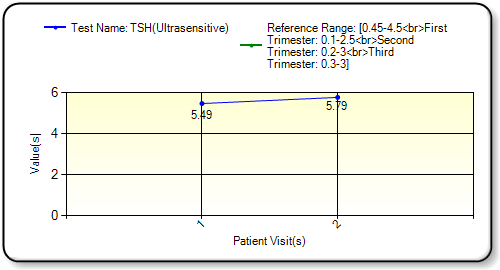 Test Name: TSH(Ultrasensitive)
Reference Range: [0.45-4.5<br>First
Trimester: 0.1-2.5<br>Second
Trimester: 0.2-3<br>Third
Trimester: 0.3-3]
6
5.49
5.79
4
Value(s)
2
0
1
2
Patient Visit(s)